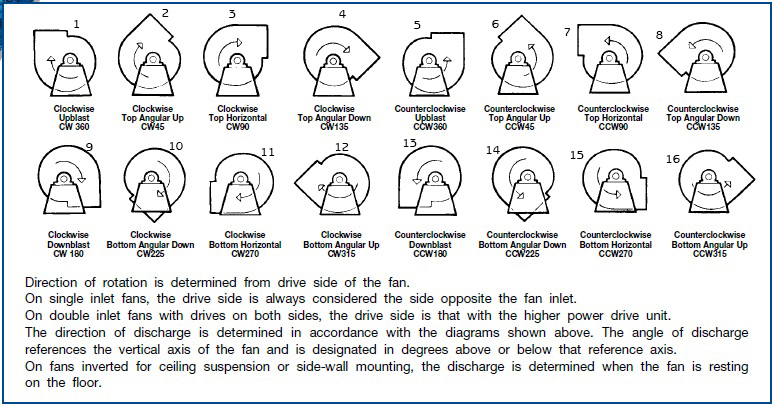 1 2 3 4 5 6 7 8
Clockwise Upblast CW 360
Clockwise Top Angular Up CW45
Clockwise Top Horizontal CW90
Clockwise Top Angular Down CW135
Counterclockwise Upblast CCW360
Counterclockwise Top Angular Up CCW45
Counterclockwise Top Horizontal CCW90
Counterclockwise Top Angular Down CCW135
9 10 11 12 13 14 15 16
Clockwise Downblast CW 180
Clockwise Bottom Angular Down CW225
Clockwise Bottom Horizontal CW270
Clockwise Bottom Angular Up CW315
Counterclockwise Downblast CCW180
Counterclockwise Bottom Angular Down CCW225
Counterclockwise Bottom Horizontal CCW270
Counterclockwise Bottom Angular Up CCW315
Direction of rotation is determined from drive side of the fan.
On single inlet fans, the drive side is always considered the side opposite the fan inlet.
On double inlet fans with drives on both sides, the drive side is that with the higher power drive unit.
The direction of discharge is determined in accordance with the diagrams shown above. The angle of discharge
references the vertical axis of the fan and is designated in degrees above or below that reference axis.
On fans inverted for ceiling suspension or side-wall mounting, the discharge is determined when the fan is resting
on the floor.